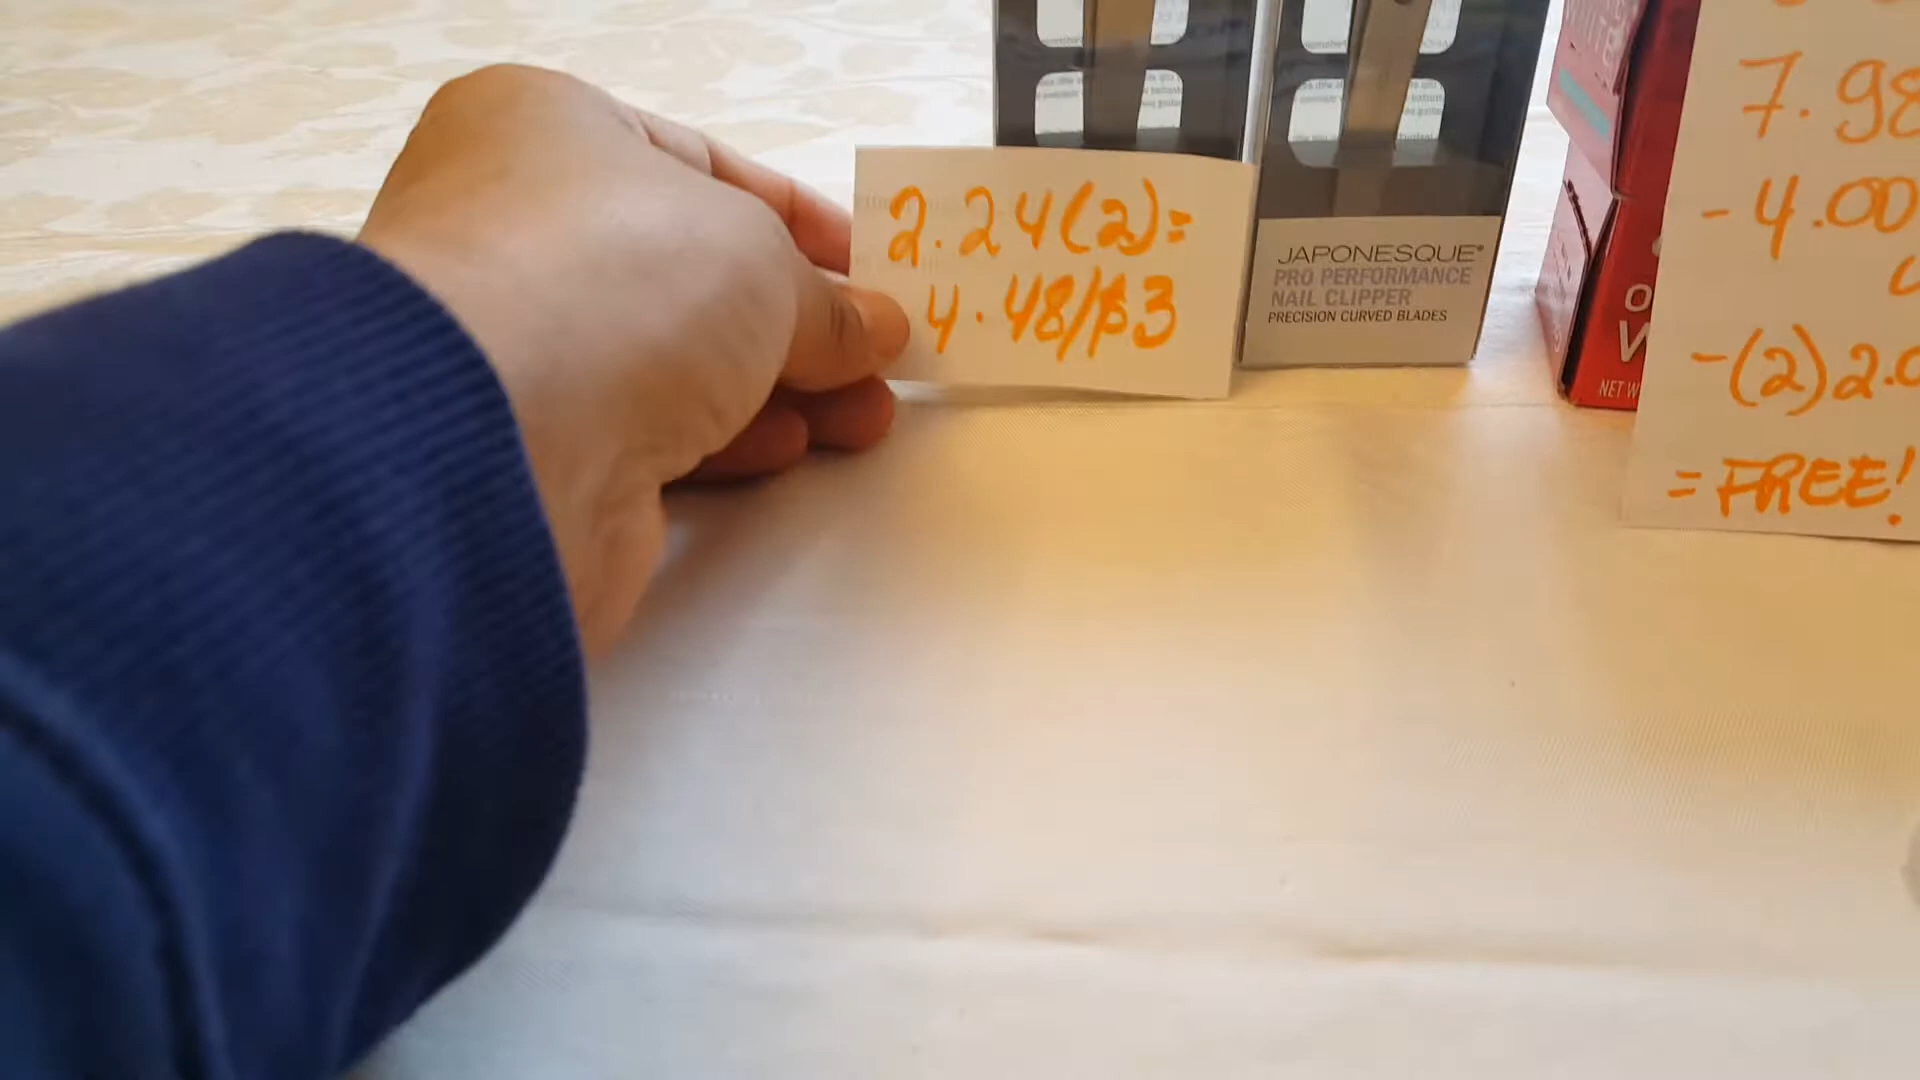 2.24(2)=
4.48/$3
JAPONESQUE®
PRO PERFORMANCE
NAIL CLIPPER
PRECISION CURVED BLADES
NET W
7.98
-4.00
-(2)2.0
= FREE!